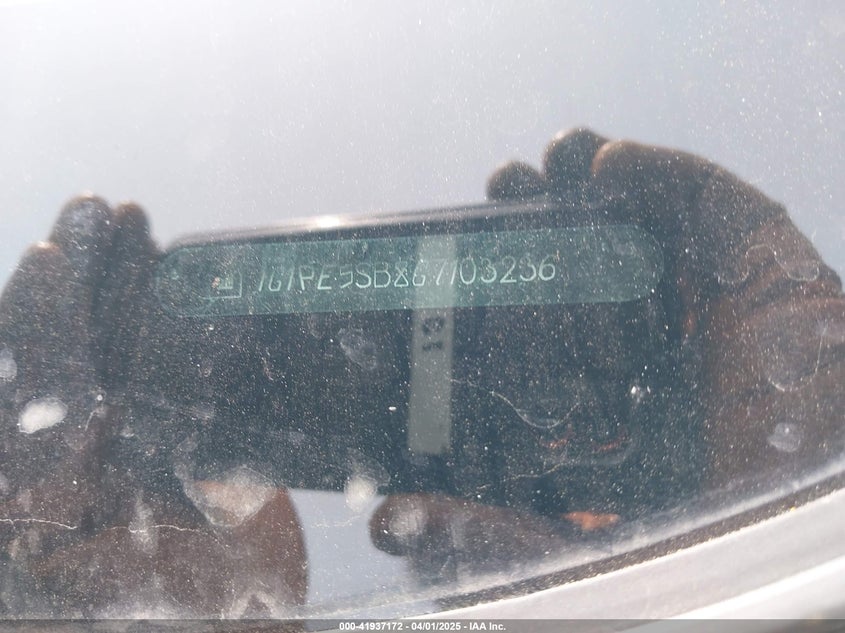 1G1PE5SB8G7103256
000-41937172 • 04/01/2025 • IAA Inc.